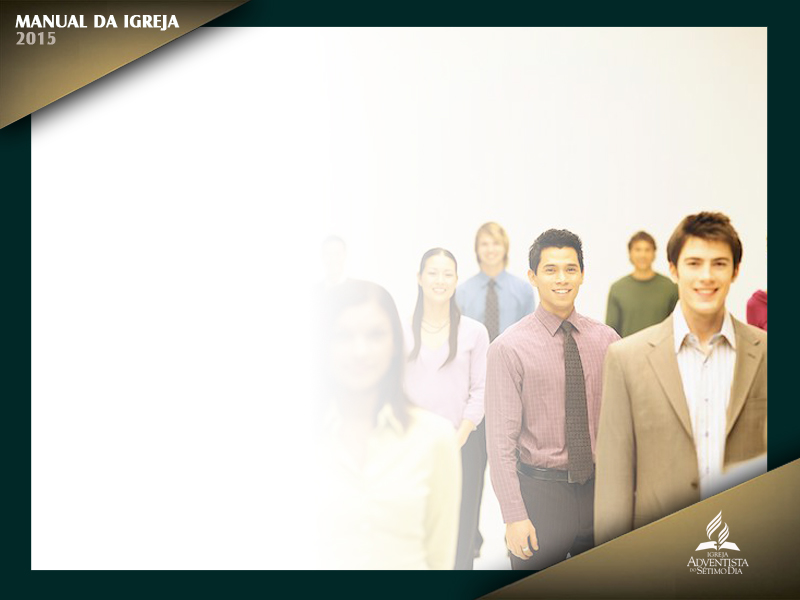 MANUAL DA IGREJA
2015
IGREJA
ADVENTISTA
DO SÉTIMO DIA